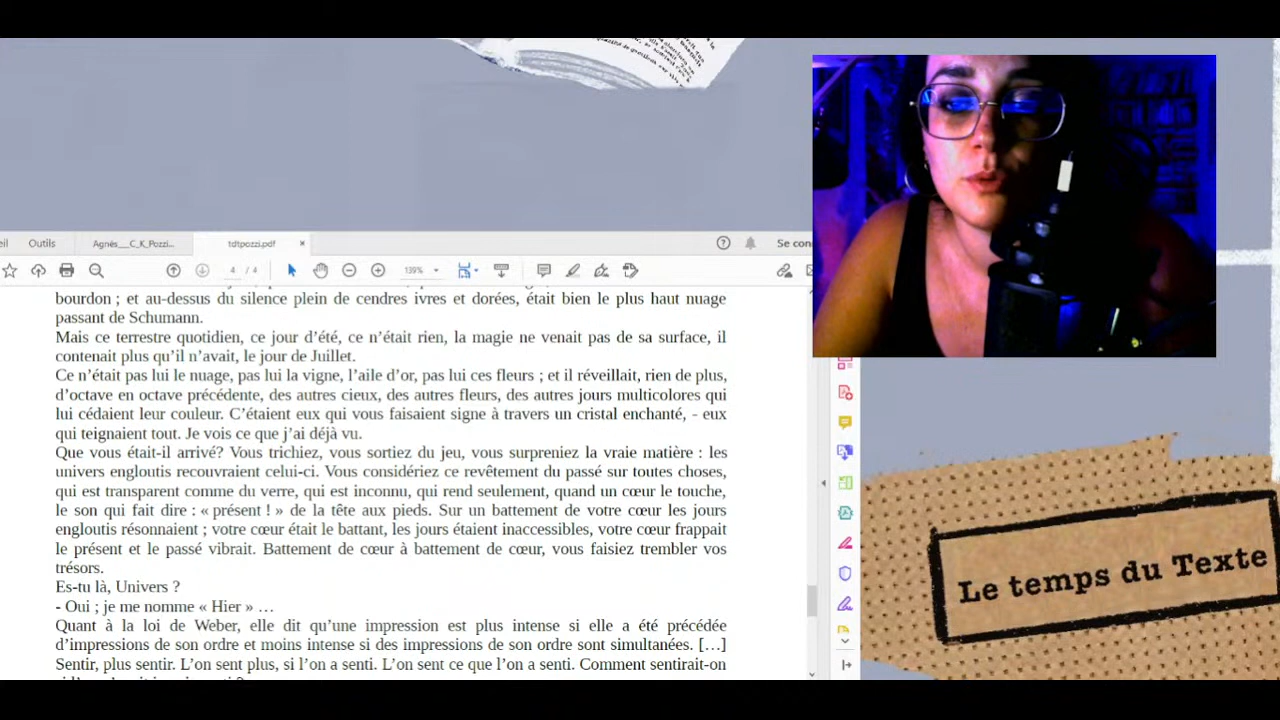 eil Outils Agnès__C_K_Pozzi... tdtpozzi.pdf × Se con
4 / 4 139%
bourdon ; et au-dessus du silence plein de cendres ivres et dorées, était bien le plus haut nuage
passant de Schumann.
Mais ce terrestre quotidien, ce jour d’été, ce n’était rien, la magie ne venait pas de sa surface, il
contenait plus qu’il n’avait, le jour de Juillet.
Ce n’était pas lui le nuage, pas lui la vigne, l’aile d’or, pas lui ces fleurs ; et il réveillait, rien de plus,
d’octave en octave précédente, des autres cieux, des autres fleurs, des autres jours multicolores qui
lui cédaient leur couleur. C’étaient eux qui vous faisaient signe à travers un cristal enchanté, - eux
qui teignaient tout. Je vois ce que j’ai déjà vu.
Que vous était-il arrivé? Vous trichiez, vous sortiez du jeu, vous surpreniez la vraie matière : les
univers engloutis recouvraient celui-ci. Vous considériez ce revêtement du passé sur toutes choses,
qui est transparent comme du verre, qui est inconnu, qui rend seulement, quand un cœur le touche,
le son qui fait dire : « présent ! » de la tête aux pieds. Sur un battement de votre cœur les jours
engloutis résonnaient ; votre cœur était le battant, les jours étaient inaccessibles, votre cœur frappait
le présent et le passé vibrait. Battement de cœur à battement de cœur, vous faisiez trembler vos
trésors.
Es-tu là, Univers ?
- Oui ; je me nomme « Hier » …
Quant à la loi de Weber, elle dit qu’une impression est plus intense si elle a été précédée
d’impressions de son ordre et moins intense si des impressions de son ordre sont simultanées. […]
Sentir, plus sentir. L’on sent plus, si l’on a senti. L’on sent ce que l’on a senti. Comment sentirait-on
Le temps du Texte